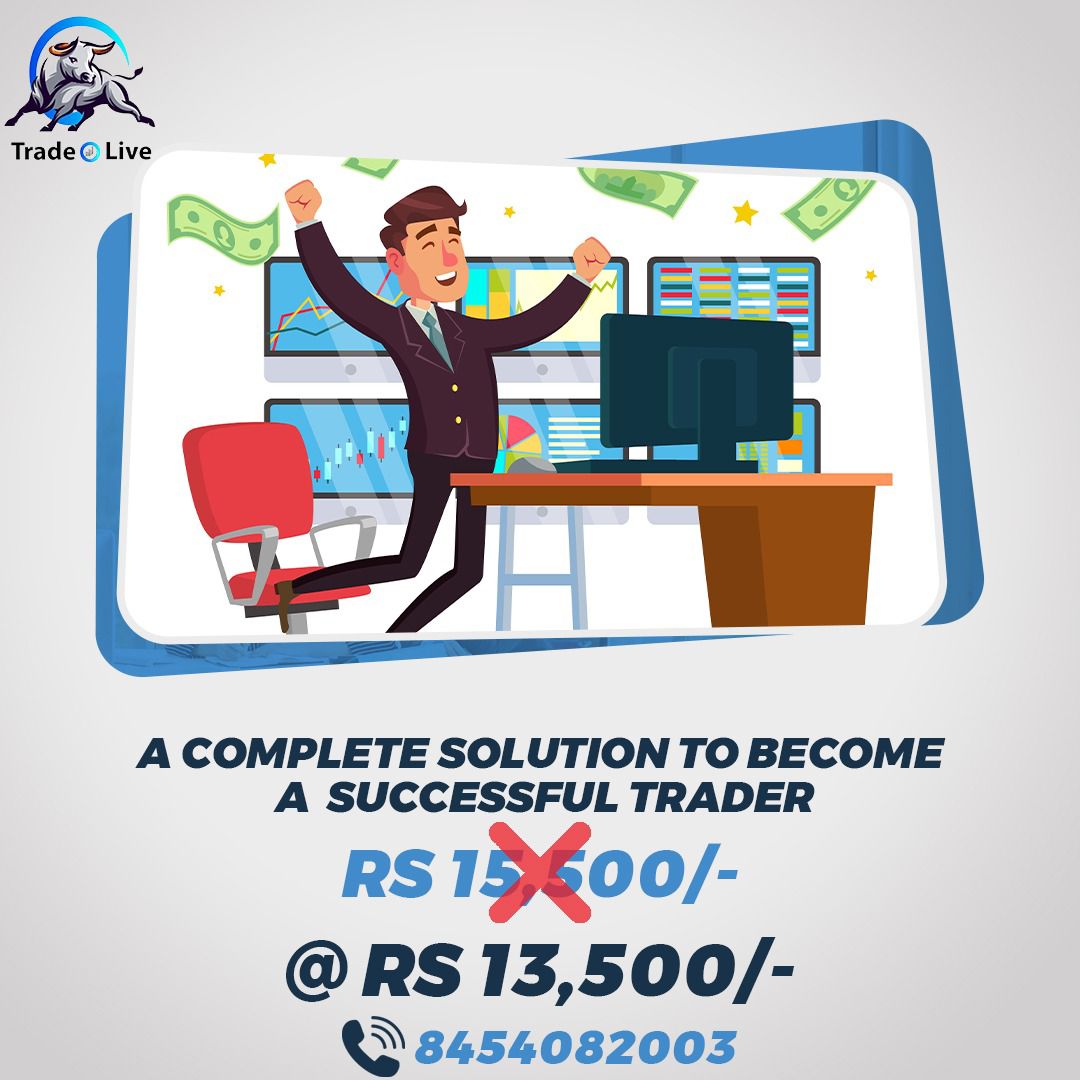 Trade Live
A COMPLETE SOLUTION TO BECOME
A SUCCESSFUL TRADER
RS 15,500/-
@ RS 13,500/-
8454082003